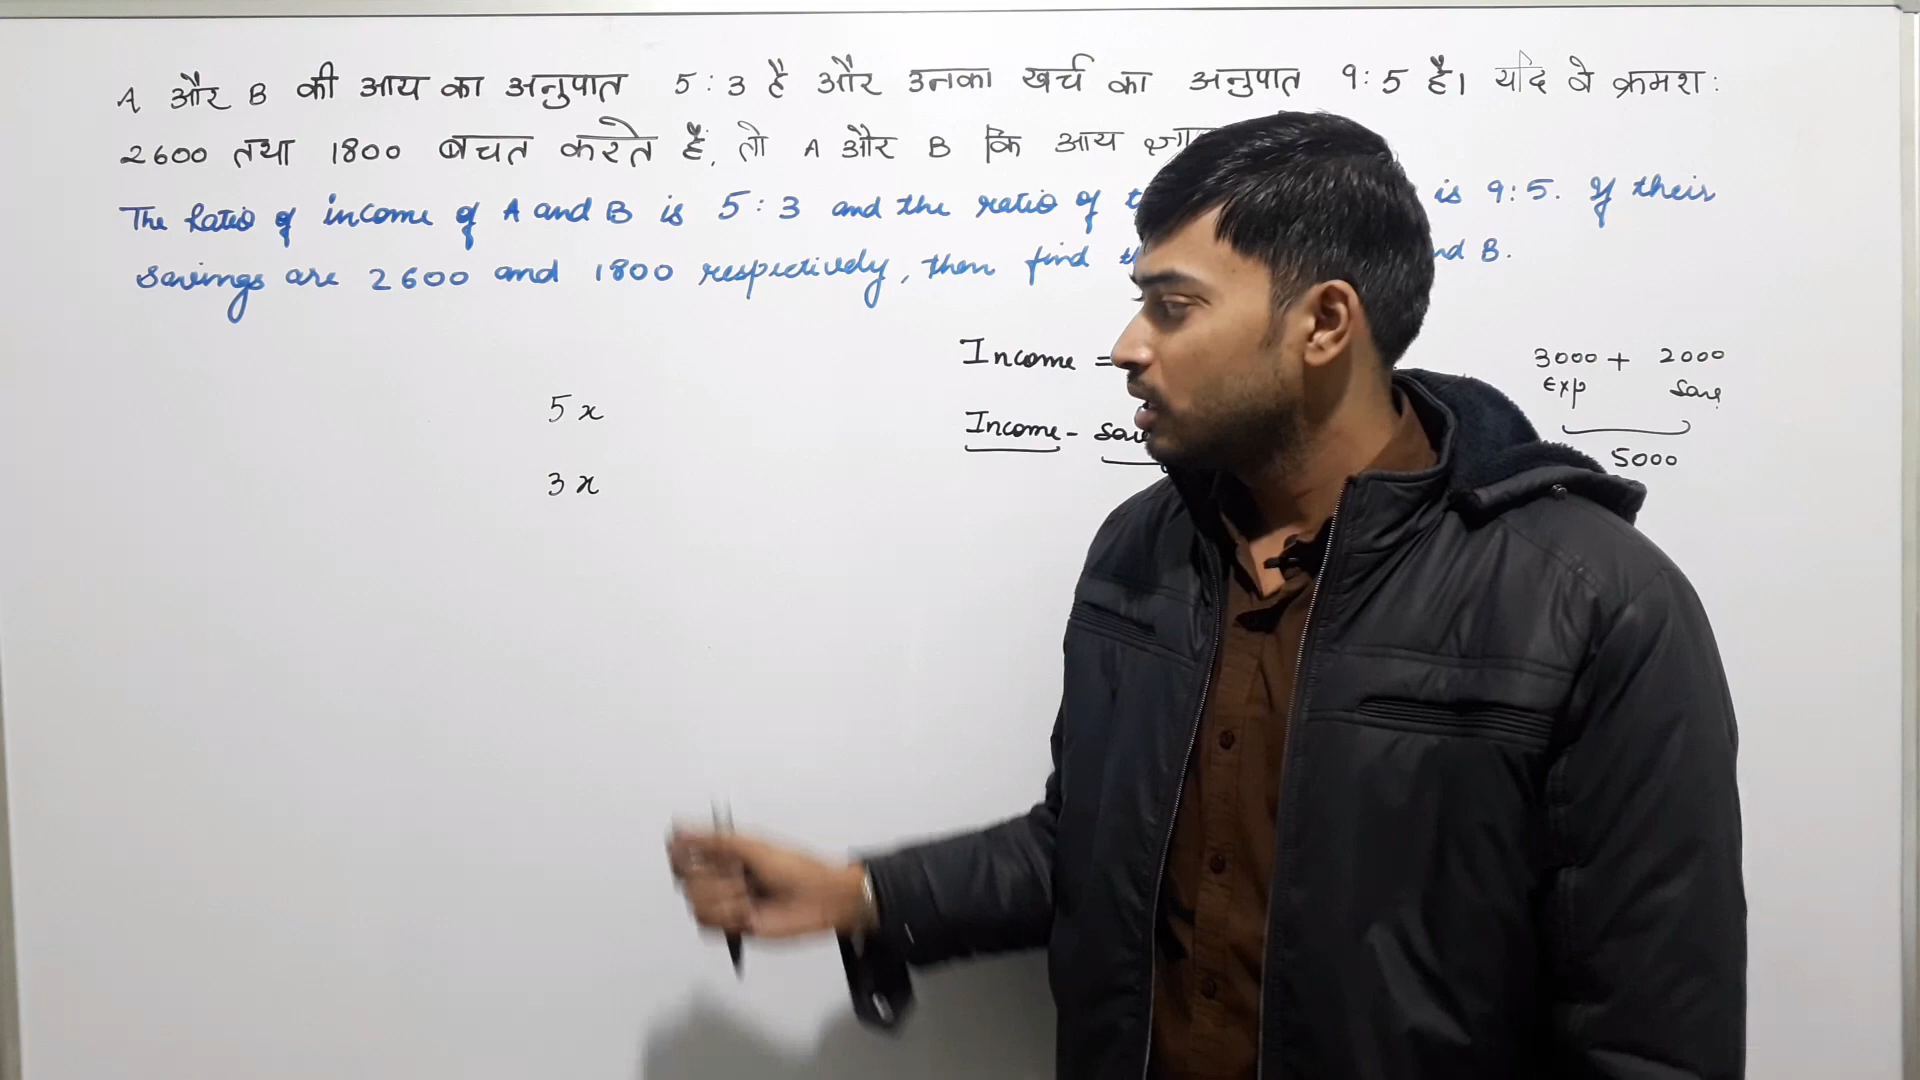 A और B की आय का अनुपात 5 : 3 है और उनका खर्च का अनुपात 9 : 5 है। यदि वे क्रमश :
2600 तथा 1800 बचत करते हैं, तो A और B कि आय
The Ratio of income of A and B is 5 : 3 and the ratio of is 9 : 5. If their
savings are 2600 and 1800 respectively, then find B.
Income = 3000 + 2000
Exp Save
5x Income -
5000
3x